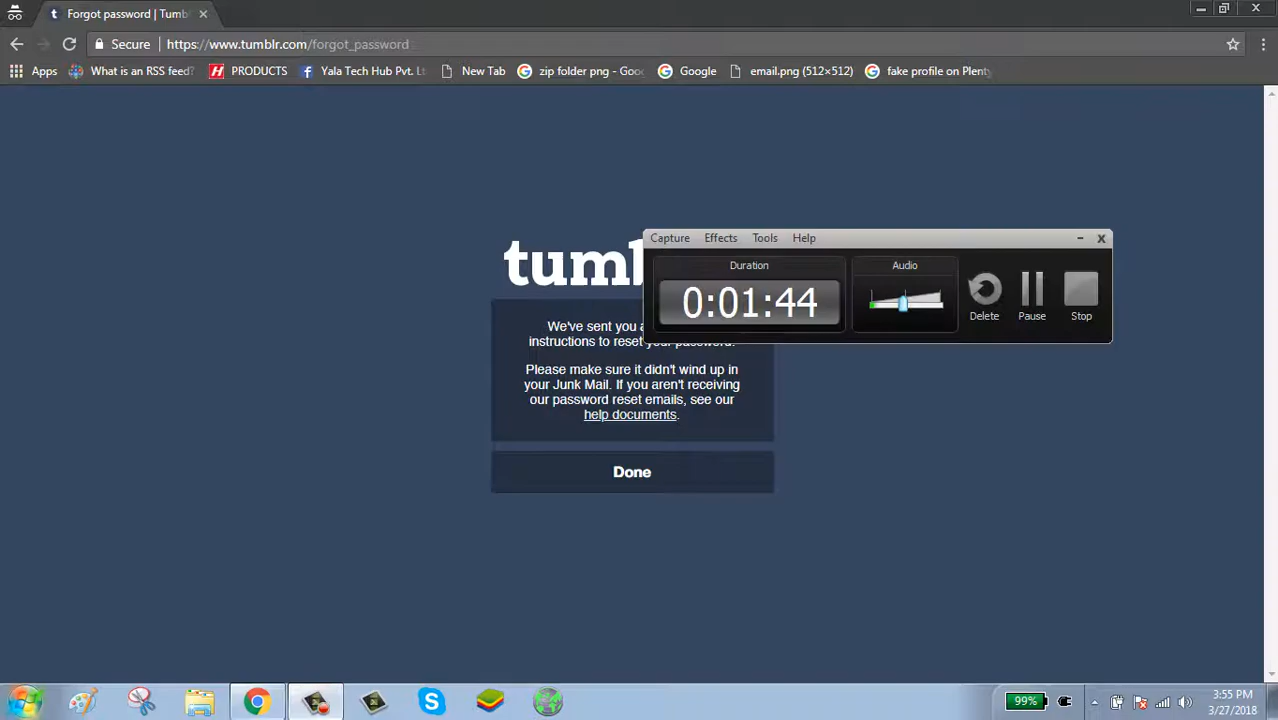 Forgot password | Tumb
Secure https://www.tumblr.com/forgot_password
Apps What is an RSS feed? PRODUCTS Yala Tech Hub Pvt. Lt New Tab zip folder png - Goo Google email.png (512×512) fake profile on Plenty
Capture Effects Tools Help
Duration Audio
0:01:44
Delete Pause Stop
tumb
We've sent you
instructions to reset your password.
Please make sure it didn't wind up in
your Junk Mail. If you aren't receiving
our password reset emails, see our
help documents.
Done
99%
3:55 PM
3/27/2018